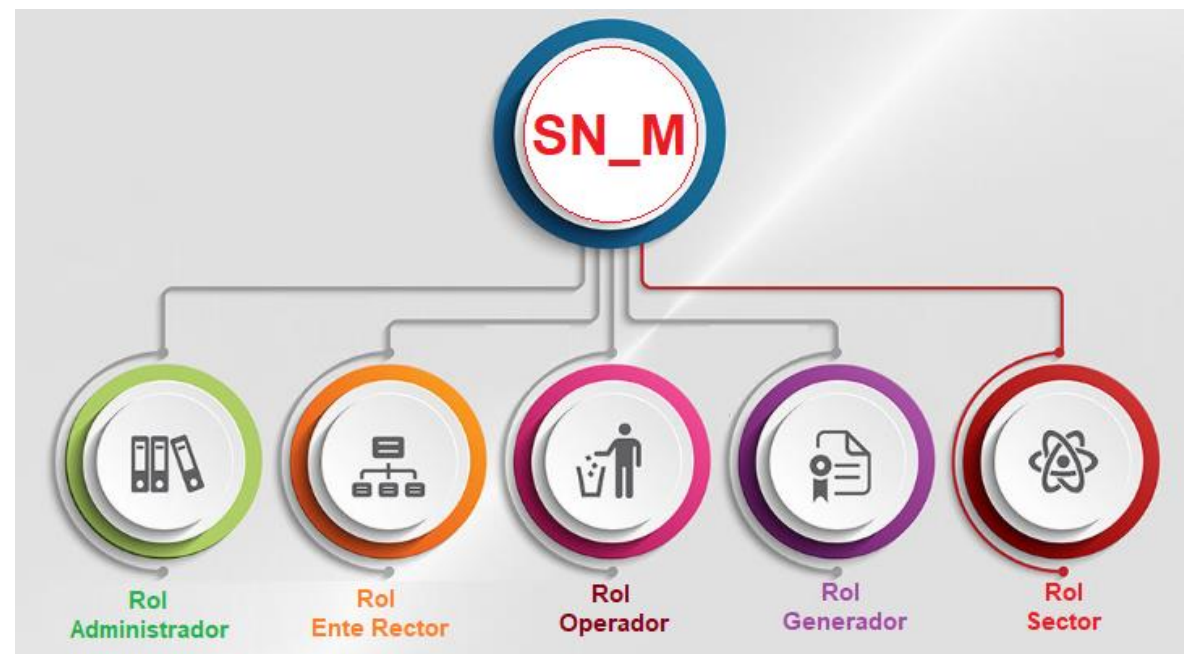 SN_M
Rol
Administrador
Rol
Ente Rector
Rol
Operador
Rol
Generador
Rol
Sector